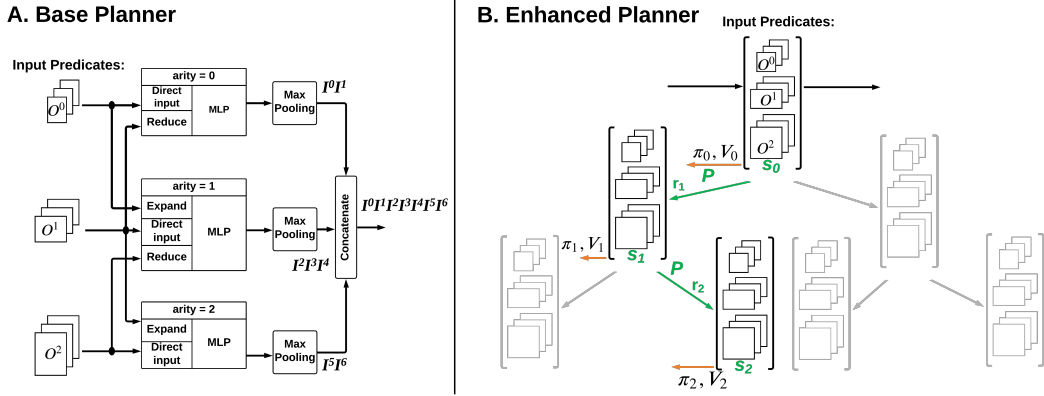 A. Base Planner
Input Predicates:
O⁰
arity = 0
Direct input
Reduce
MLP
Max Pooling
I⁰I¹
O¹
arity = 1
Expand
Direct input
Reduce
MLP
Max Pooling
I²I³I⁴
Concatenate
I⁰I¹I²I³I⁴I⁵I⁶
O²
arity = 2
Expand
Direct input
MLP
Max Pooling
I⁵I⁶
B. Enhanced Planner
Input Predicates:
O⁰
O¹
O²
π₀, V₀
s₀
P
r₁
π₁, V₁
s₁
P
r₂
s₂
π₂, V₂